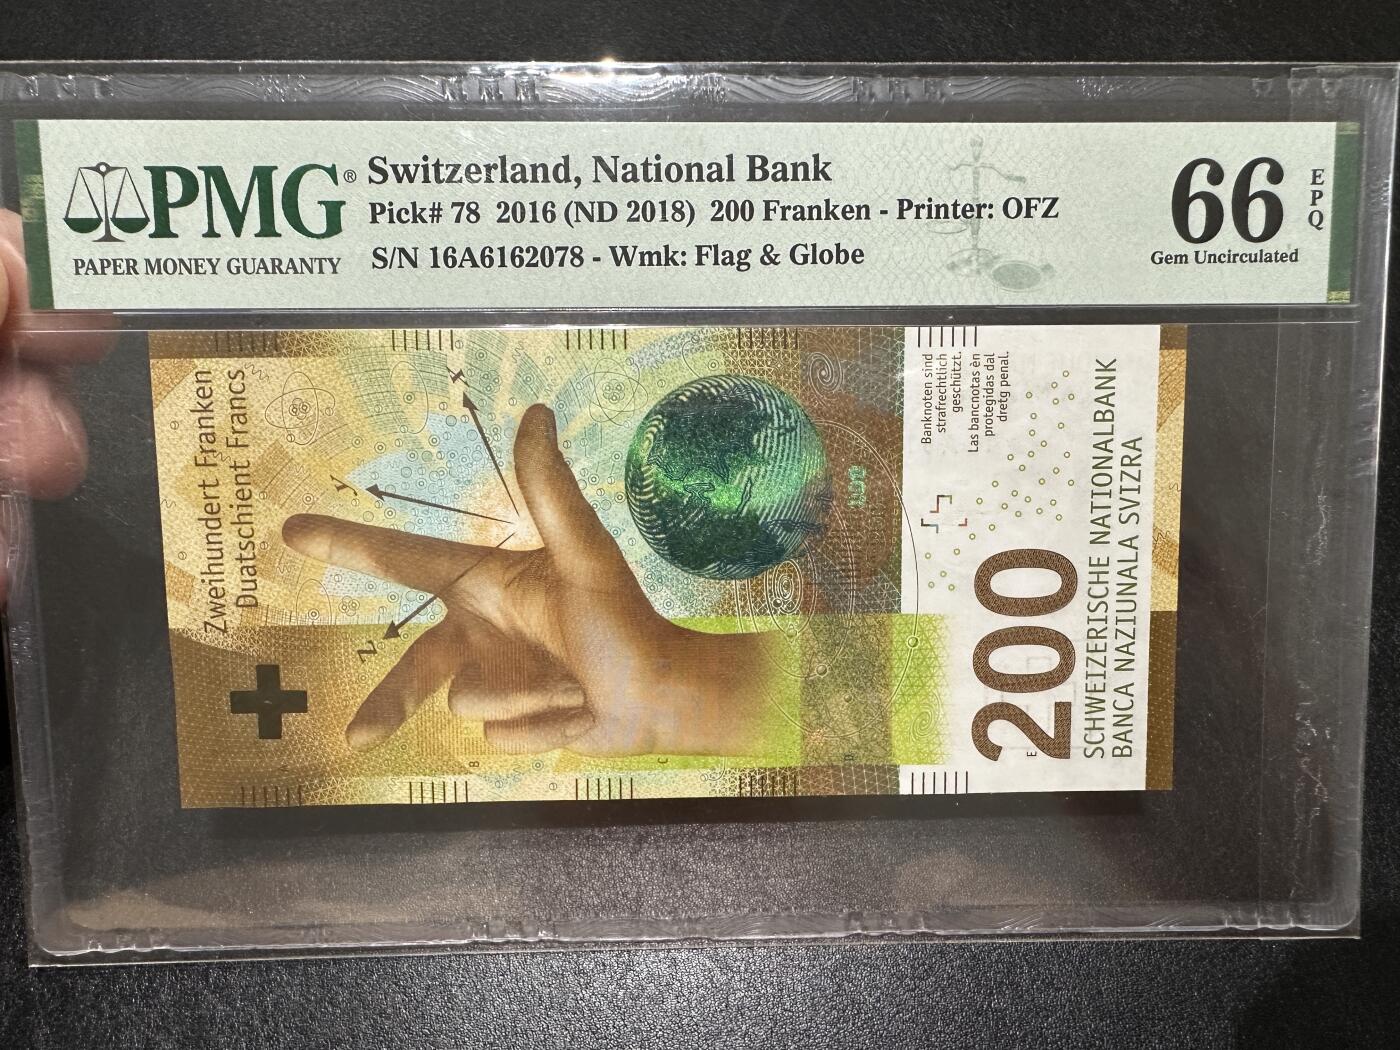 PMG®
PAPER MONEY GUARANTY
Switzerland, National Bank
Pick# 78 2016 (ND 2018) 200 Franken - Printer: OFZ
S/N 16A6162078 - Wmk: Flag & Globe
66
EPQ
Gem Uncirculated
Zweihundert Franken
Duatschient Francs
x
y
z
Banknoten sind
strafrechtlich
geschützt.
Las bancnotas èn
protegidas dal
dretg penal.
200
SCHWEIZERISCHE NATIONALBANK
BANCA NAZIUNALA SVIZRA
B
C
D
E